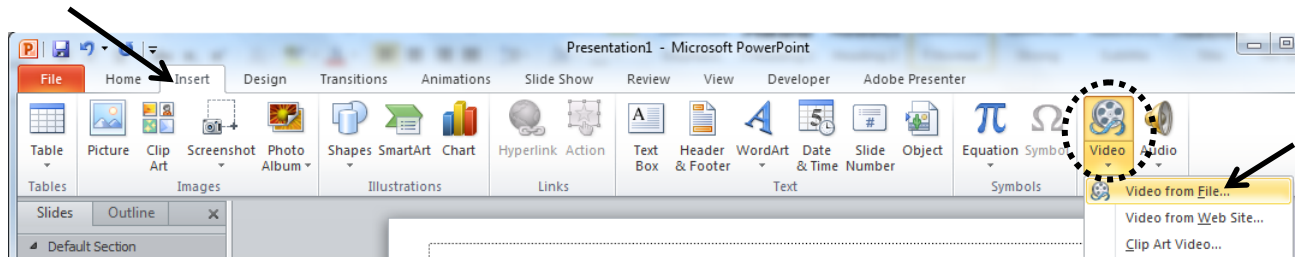 Presentation1 - Microsoft PowerPoint
File Home Insert Design Transitions Animations Slide Show Review View Developer Adobe Presenter
Table Picture Clip Art Screenshot Photo Album Shapes SmartArt Chart Hyperlink Action Text Box Header & Footer WordArt Date & Time Slide Number Object Equation Symbol Video Audio
Tables Images Illustrations Links Text Symbols
Slides Outline
Default Section
Video from File...
Video from Web Site...
Clip Art Video...